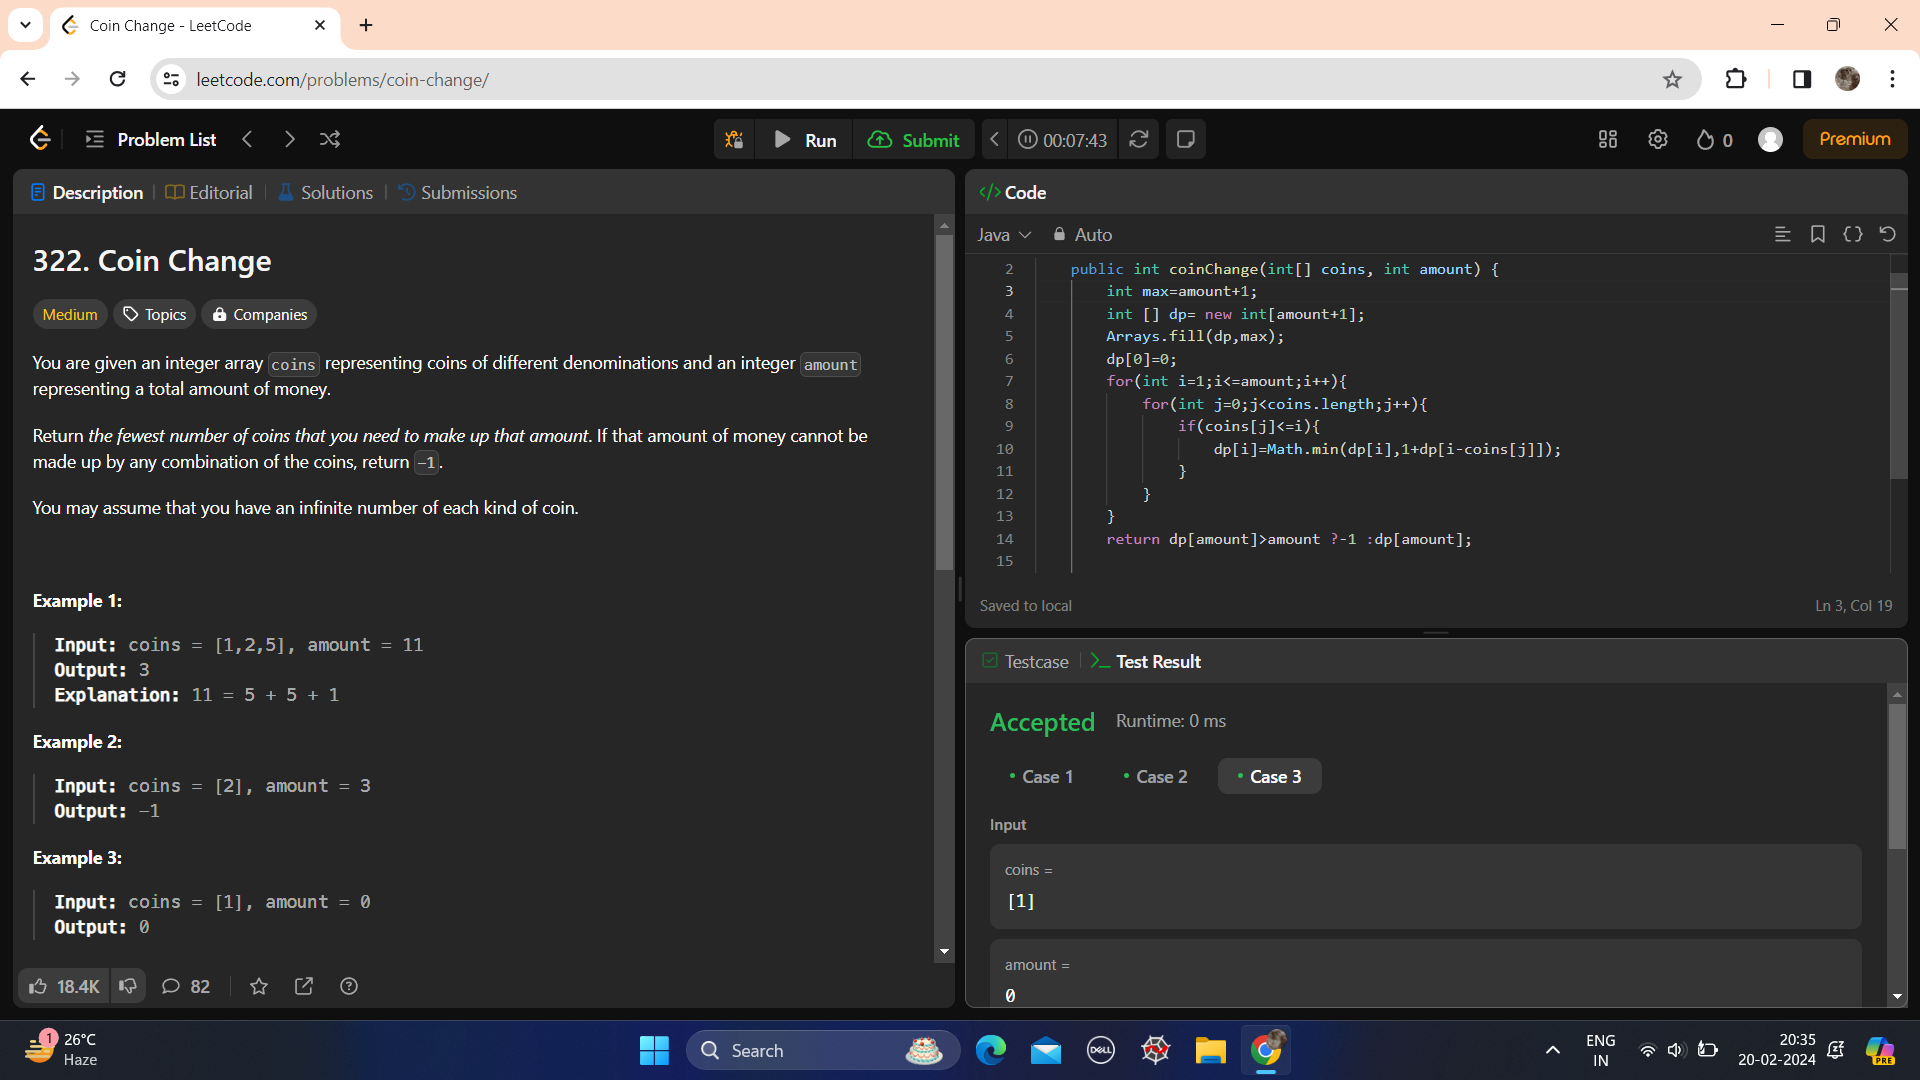 Coin Change - LeetCode
leetcode.com/problems/coin-change/
Problem List
Run
Submit
00:07:43
0
Premium
Description
Editorial
Solutions
Submissions
322. Coin Change
Medium
Topics
Companies
You are given an integer array coins representing coins of different denominations and an integer amount
representing a total amount of money.
Return the fewest number of coins that you need to make up that amount. If that amount of money cannot be
made up by any combination of the coins, return -1.
You may assume that you have an infinite number of each kind of coin.
Example 1:
Input: coins = [1,2,5], amount = 11
Output: 3
Explanation: 11 = 5 + 5 + 1
Example 2:
Input: coins = [2], amount = 3
Output: -1
Example 3:
Input: coins = [1], amount = 0
Output: 0
18.4K
82
</> Code
Java
Auto
2 public int coinChange(int[] coins, int amount) {
3 int max=amount+1;
4 int [] dp= new int[amount+1];
5 Arrays.fill(dp,max);
6 dp[0]=0;
7 for(int i=1;i<=amount;i++){
8 for(int j=0;j<coins.length;j++){
9 if(coins[j]<=i){
10 dp[i]=Math.min(dp[i],1+dp[i-coins[j]]);
11 }
12 }
13 }
14 return dp[amount]>amount ?-1 :dp[amount];
15
Saved to local
Ln 3, Col 19
Testcase
Test Result
Accepted
Runtime: 0 ms
• Case 1
• Case 2
• Case 3
Input
coins =
[1]
amount =
0
1
26°C
Haze
Search
DELL
ENG
IN
20:35
20-02-2024
PRE